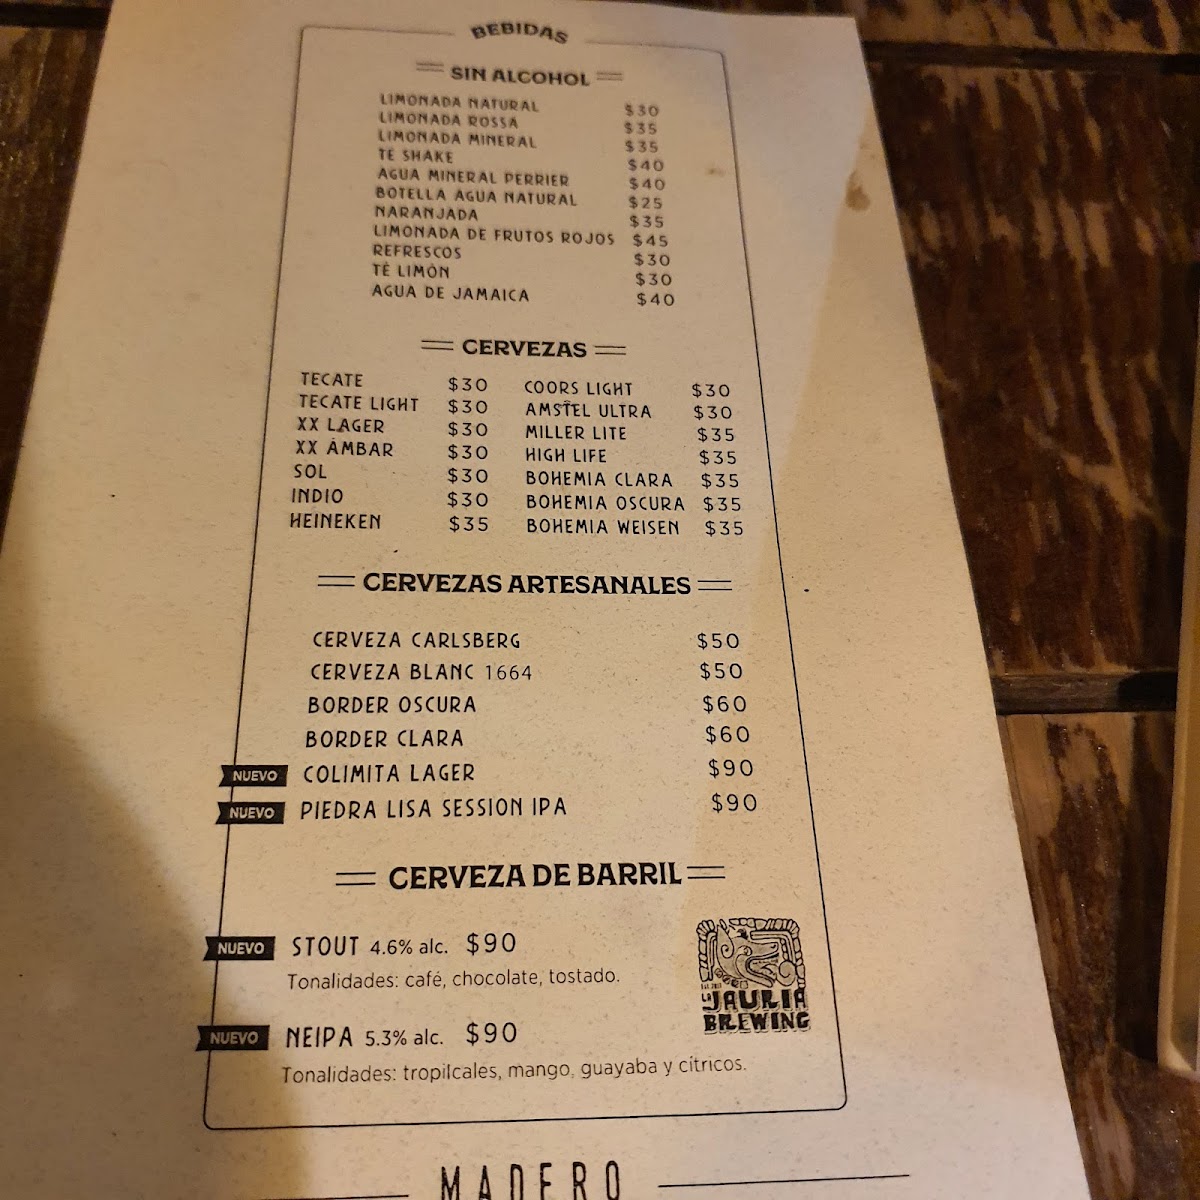 BEBIDAS
SIN ALCOHOL
LIMONADA NATURAL $30
LIMONADA ROSSA $35
LIMONADA MINERAL $35
TE SHAKE $40
AGUA MINERAL PERRIER $40
BOTELLA AGUA NATURAL $25
NARANJADA $35
LIMONADA DE FRUTOS ROJOS $45
REFRESCOS $30
TÉ LIMÓN $30
AGUA DE JAMAICA $40
CERVEZAS
TECATE $30 COORS LIGHT $30
TECATE LIGHT $30 AMSTEL ULTRA $30
XX LAGER $30 MILLER LITE $35
XX ÁMBAR $30 HIGH LIFE $35
SOL $30 BOHEMIA CLARA $35
INDIO $30 BOHEMIA OSCURA $35
HEINEKEN $35 BOHEMIA WEISEN $35
CERVEZAS ARTESANALES
CERVEZA CARLSBERG $50
CERVEZA BLANC 1664 $50
BORDER OSCURA $60
BORDER CLARA $60
NUEVO COLIMITA LAGER $90
NUEVO PIEDRA LISA SESSION IPA $90
CERVEZA DE BARRIL
NUEVO STOUT 4.6% alc. $90
Tonalidades: café, chocolate, tostado.
NUEVO NEIPA 5.3% alc. $90
Tonalidades: tropilcales, mango, guayaba y cítricos.
LA JAURIA
BREWING
MADERO